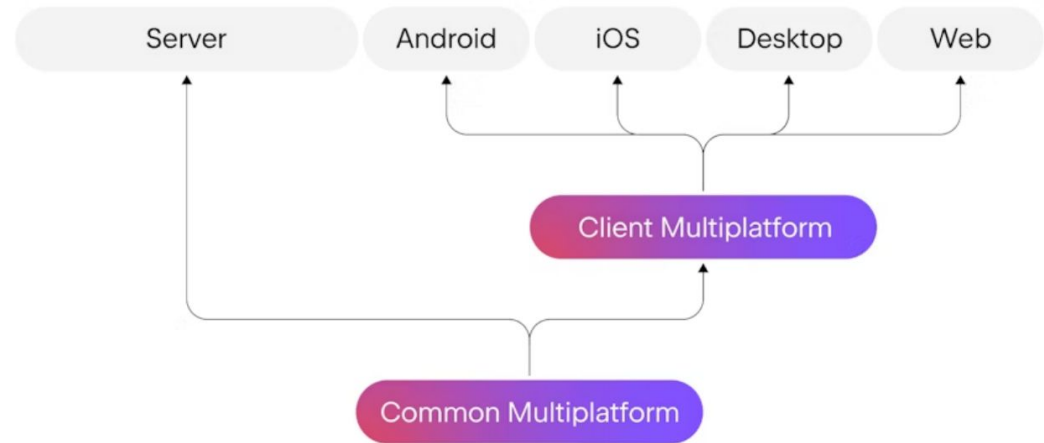 Server
Android
iOS
Desktop
Web
Client Multiplatform
Common Multiplatform